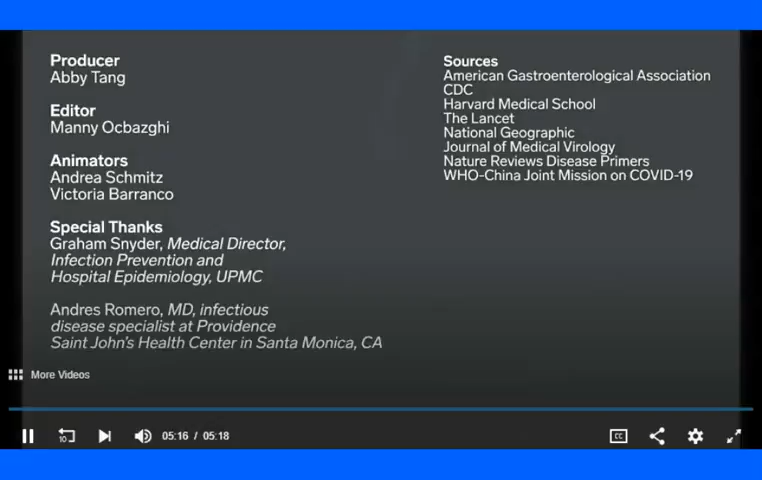 Producer
Abby Tang
Editor
Manny Ocbazghi
Animators
Andrea Schmitz
Victoria Barranco
Special Thanks
Graham Snyder, Medical Director,
Infection Prevention and
Hospital Epidemiology, UPMC
Andres Romero, MD, infectious
disease specialist at Providence
Saint John's Health Center in Santa Monica, CA
Sources
American Gastroenterological Association
CDC
Harvard Medical School
The Lancet
National Geographic
Journal of Medical Virology
Nature Reviews Disease Primers
WHO-China Joint Mission on COVID-19
More Videos
10
05:16 / 05:18
CC